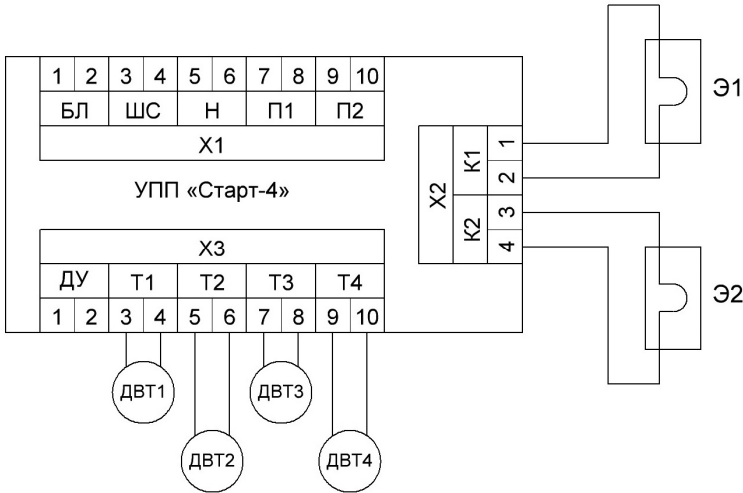 1 2 3 4 5 6 7 8 9 10
БЛ ШС Н П1 П2
Х1
УПП «Старт-4»
Х2
К1
К2
1
2
3
4
Э1
Э2
Х3
ДУ Т1 Т2 Т3 Т4
1 2 3 4 5 6 7 8 9 10
ДВТ1 ДВТ3
ДВТ2 ДВТ4